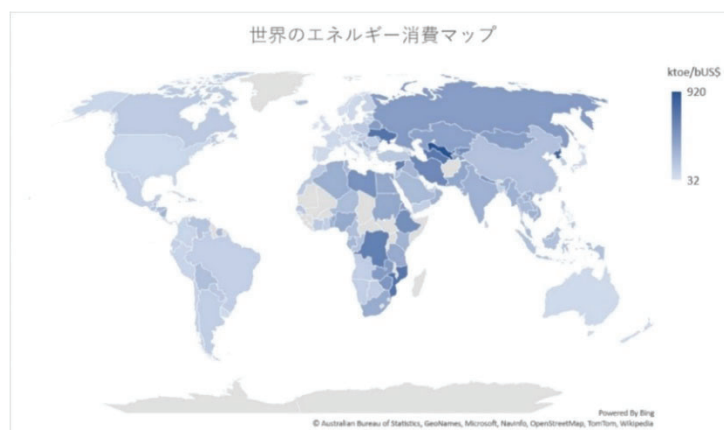 世界のエネルギー消費マップ
ktoe/bUS$
920
32
Powered By Bing
© Australian Bureau of Statistics, GeoNames, Microsoft, NavInfo, OpenStreetMap, TomTom, Wikipedia